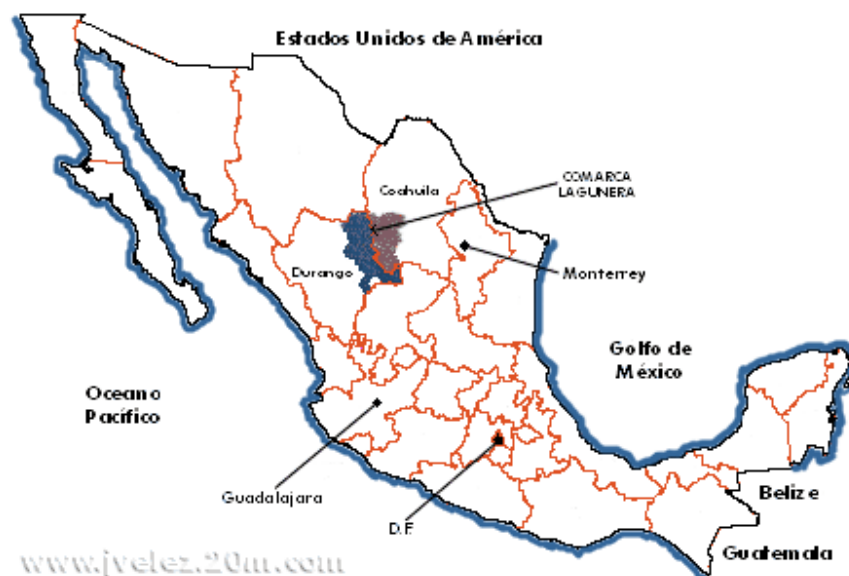 Estados Unidos de América
COMARCA
LAGUNERA
Coahuila
Durango
Monterrey
Golfo de
México
Oceano
Pacífico
Guadalajara
D.F.
Belize
Guatemala
www.jvelez.20m.com